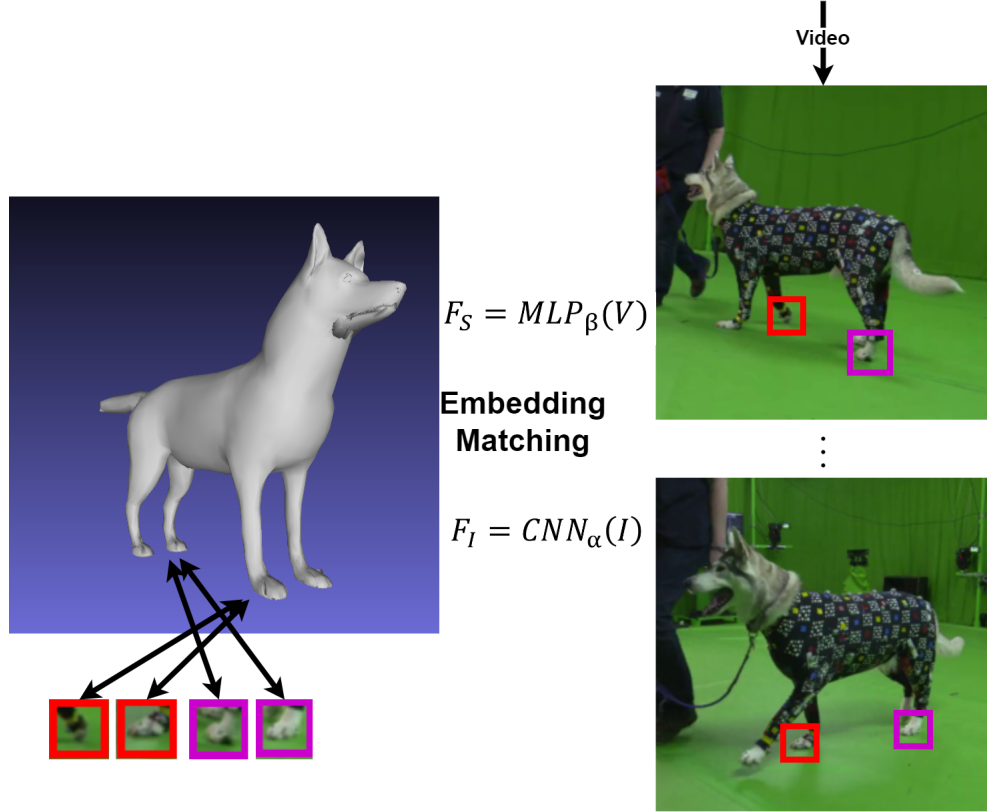 Video
F_S = MLP_β(V)
Embedding
Matching
⋮
F_I = CNN_α(I)